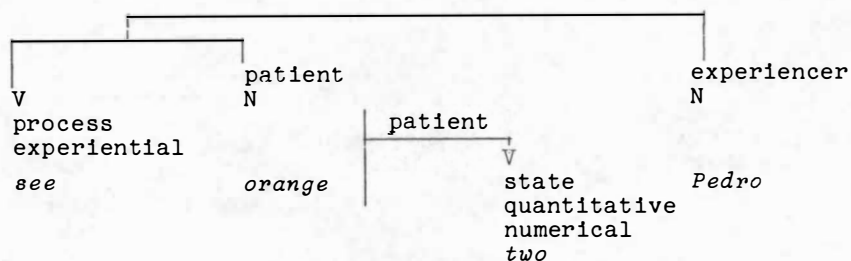 patient experiencer
V N N
process patient
experiential V
see orange state Pedro
quantitative
numerical
two